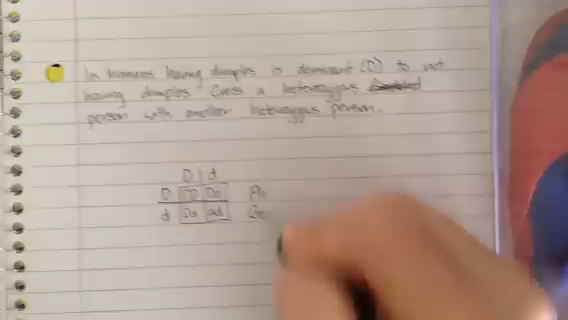 In humans having dimples is dominant (D) to not
having dimples Cross a heterozygous
person with another heterozygous person.
D d
D DD Dd
d Dd dd